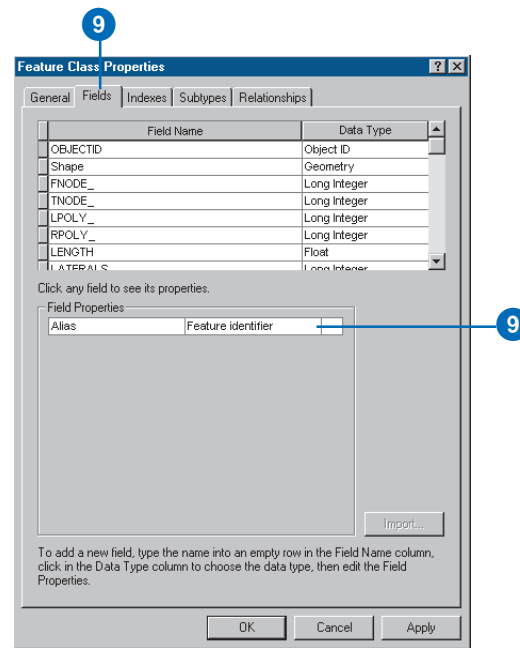 9
Feature Class Properties
General Fields Indexes Subtypes Relationships
Field Name Data Type
OBJECTID Object ID
Shape Geometry
FNODE_ Long Integer
TNODE_ Long Integer
LPOLY_ Long Integer
RPOLY_ Long Integer
LENGTH Float
LATERALS Long Integer
Click any field to see its properties.
Field Properties
Alias Feature identifier
9
Import...
To add a new field, type the name into an empty row in the Field Name column,
click in the Data Type column to choose the data type, then edit the Field
Properties.
OK Cancel Apply